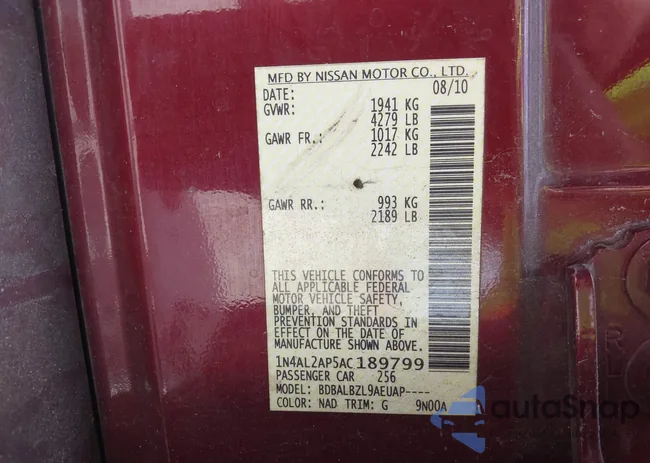 MFD BY NISSAN MOTOR CO., LTD.
DATE: 08/10
GVWR: 1941 KG
4279 LB
GAWR FR.: 1017 KG
2242 LB
GAWR RR.: 993 KG
2189 LB
THIS VEHICLE CONFORMS TO
ALL APPLICABLE FEDERAL
MOTOR VEHICLE SAFETY,
BUMPER, AND THEFT
PREVENTION STANDARDS IN
EFFECT ON THE DATE OF
MANUFACTURE SHOWN ABOVE.
1N4AL2AP5AC189799
PASSENGER CAR 256
MODEL: BDBALBZL9AEUAP----
COLOR: NAD TRIM: G 9N00A A
autoSnap